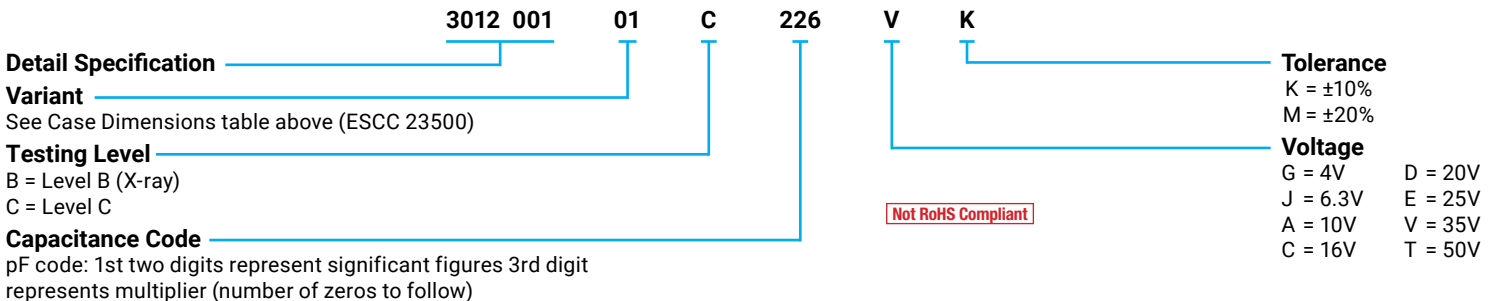 3012 001 01 C 226 V K
Detail Specification
Variant
See Case Dimensions table above (ESCC 23500)
Testing Level
B = Level B (X-ray)
C = Level C
Capacitance Code
pF code: 1st two digits represent significant figures 3rd digit
represents multiplier (number of zeros to follow)
Not RoHS Compliant
Tolerance
K = ±10%
M = ±20%
Voltage
G = 4V D = 20V
J = 6.3V E = 25V
A = 10V V = 35V
C = 16V T = 50V